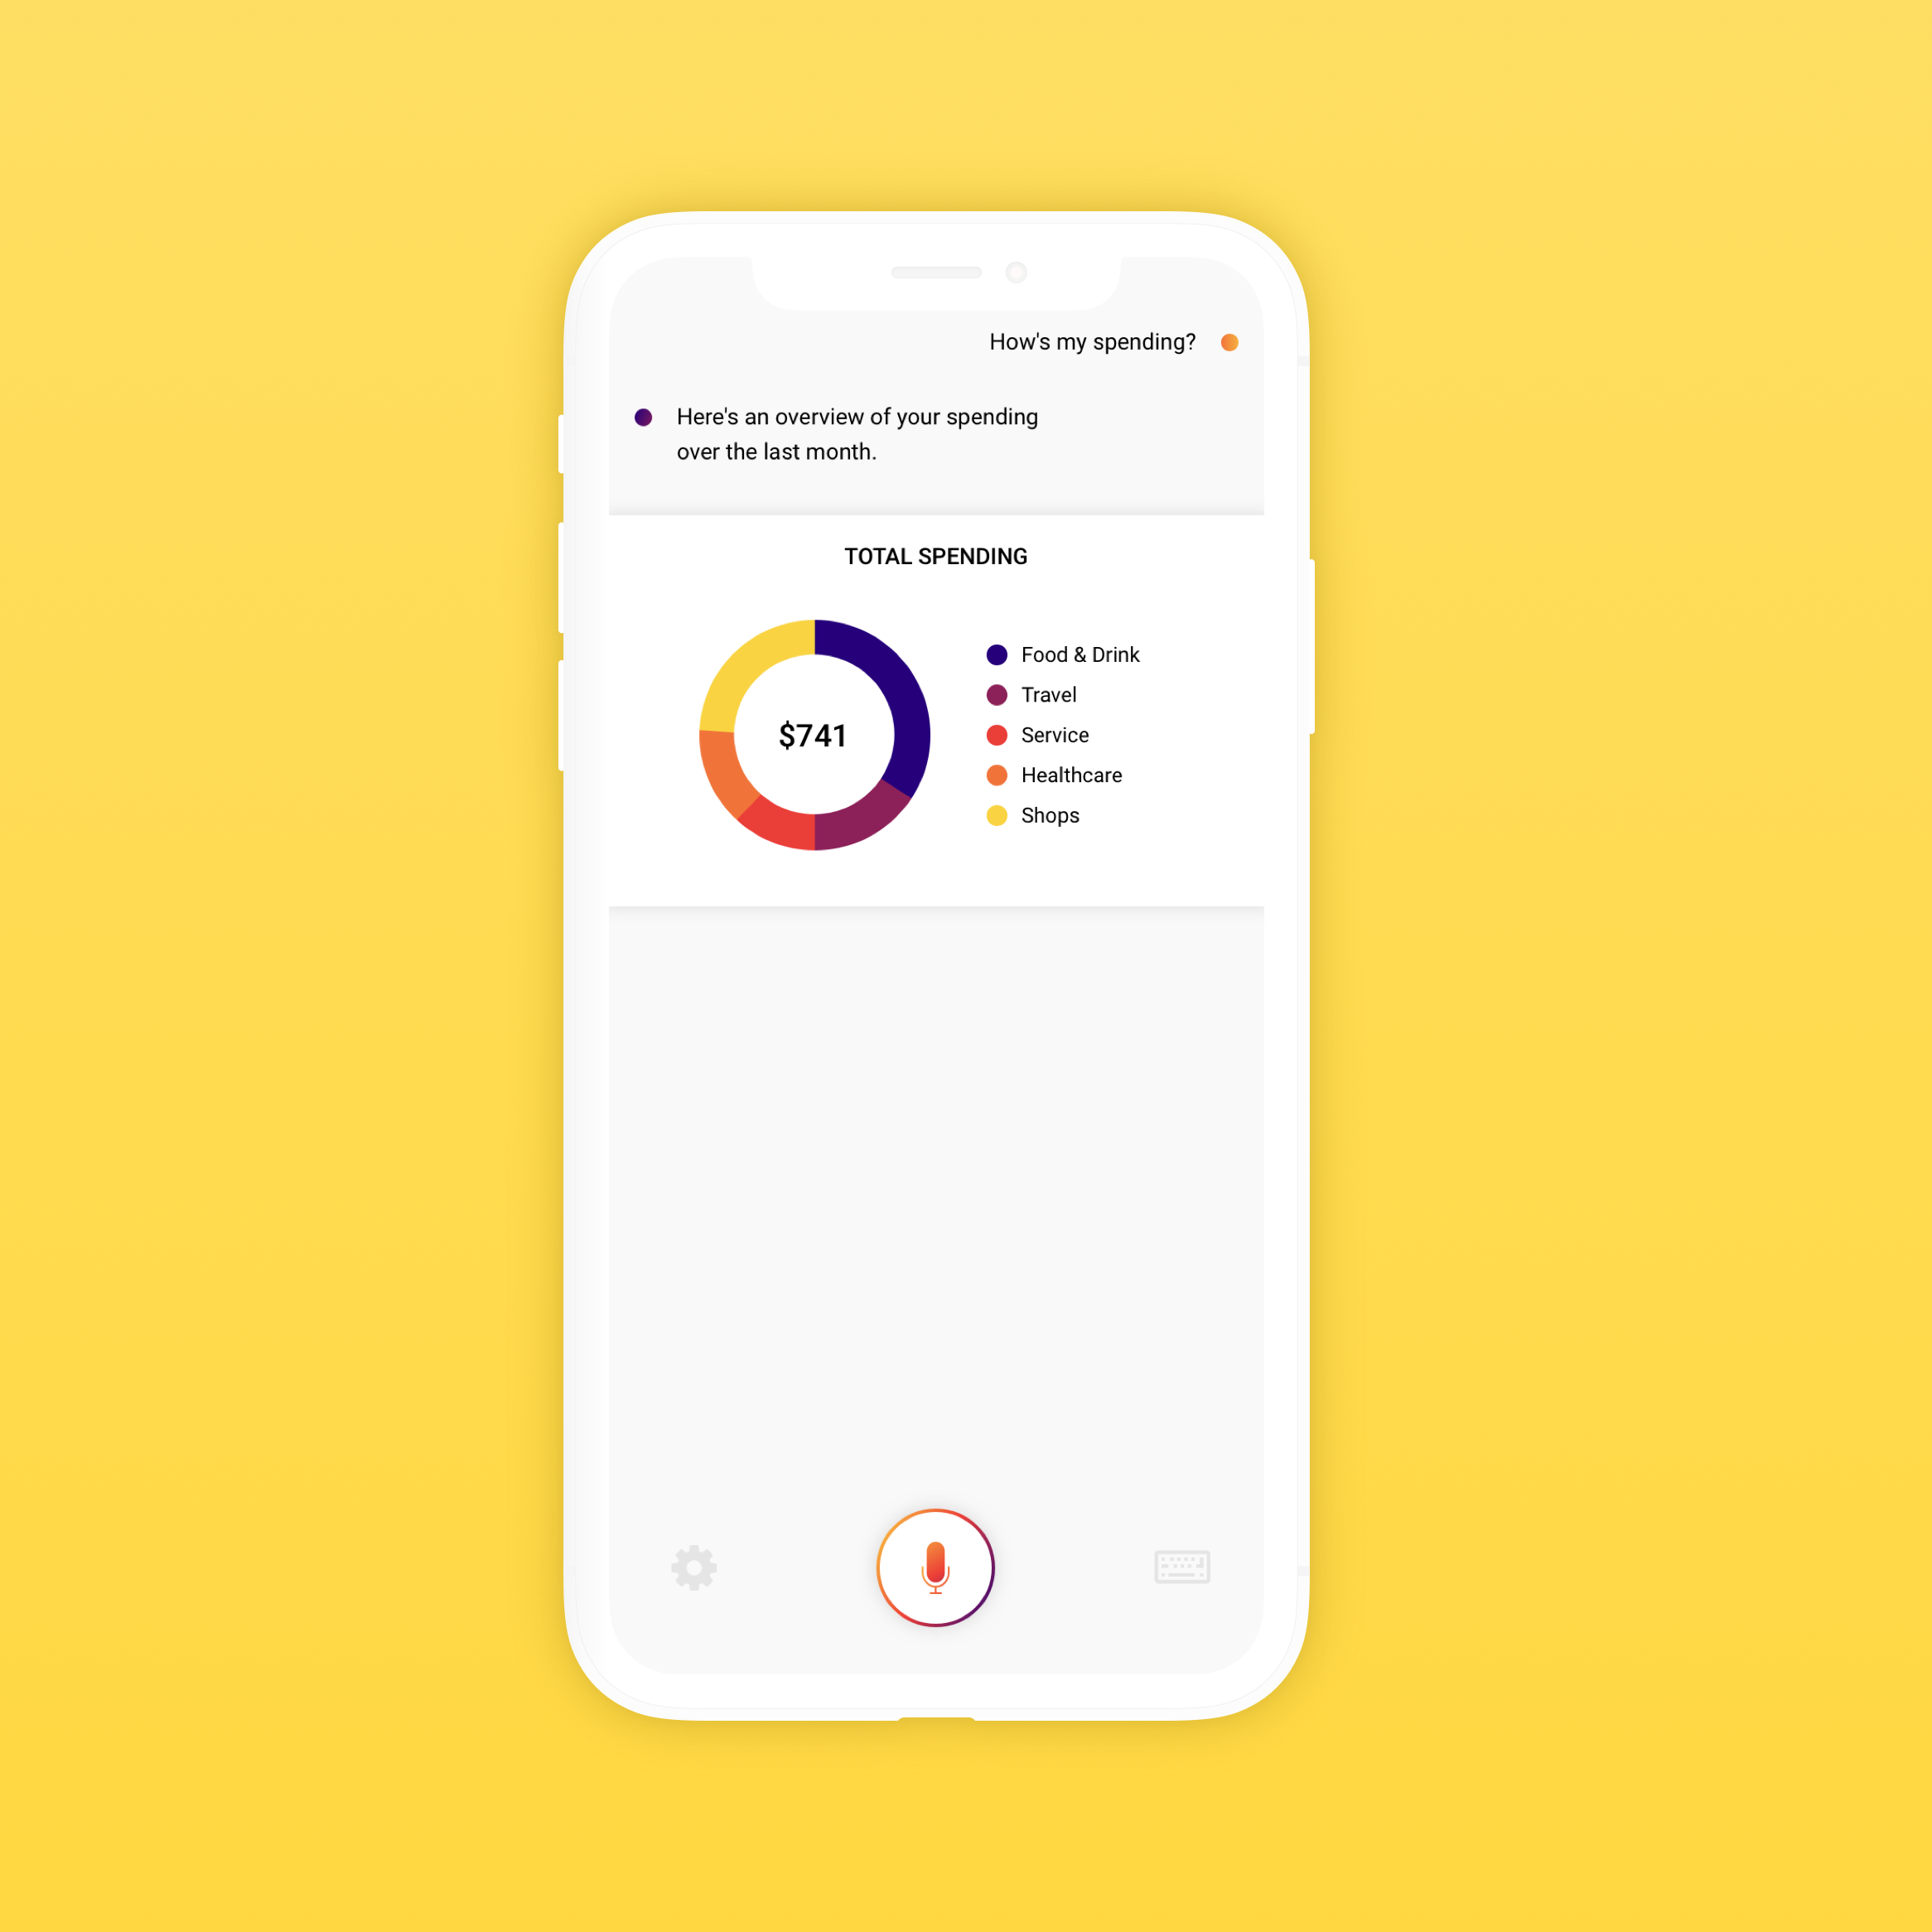 How's my spending?
Here's an overview of your spending
over the last month.
TOTAL SPENDING
$741
Food & Drink
Travel
Service
Healthcare
Shops